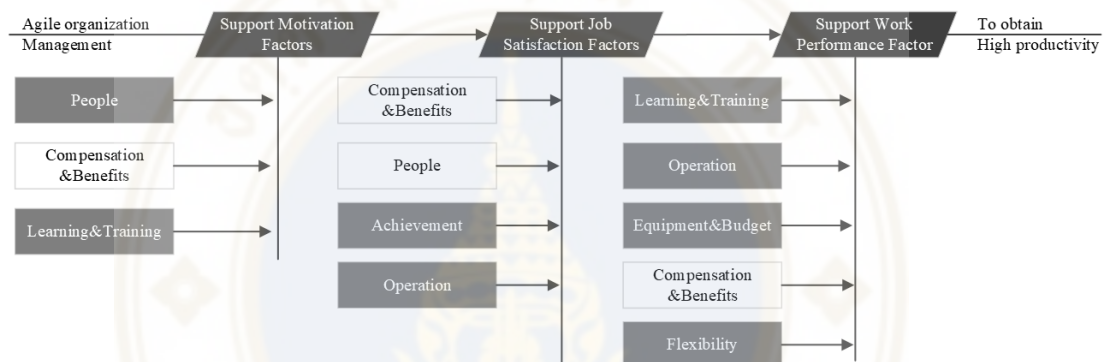 Agile organization
Management
Support Motivation
Factors
Support Job
Satisfaction Factors
Support Work
Performance Factor
To obtain
High productivity
People
Compensation
&Benefits
Learning&Training
Compensation
&Benefits
People
Achievement
Operation
Learning&Training
Operation
Equipment&Budget
Compensation
&Benefits
Flexibility